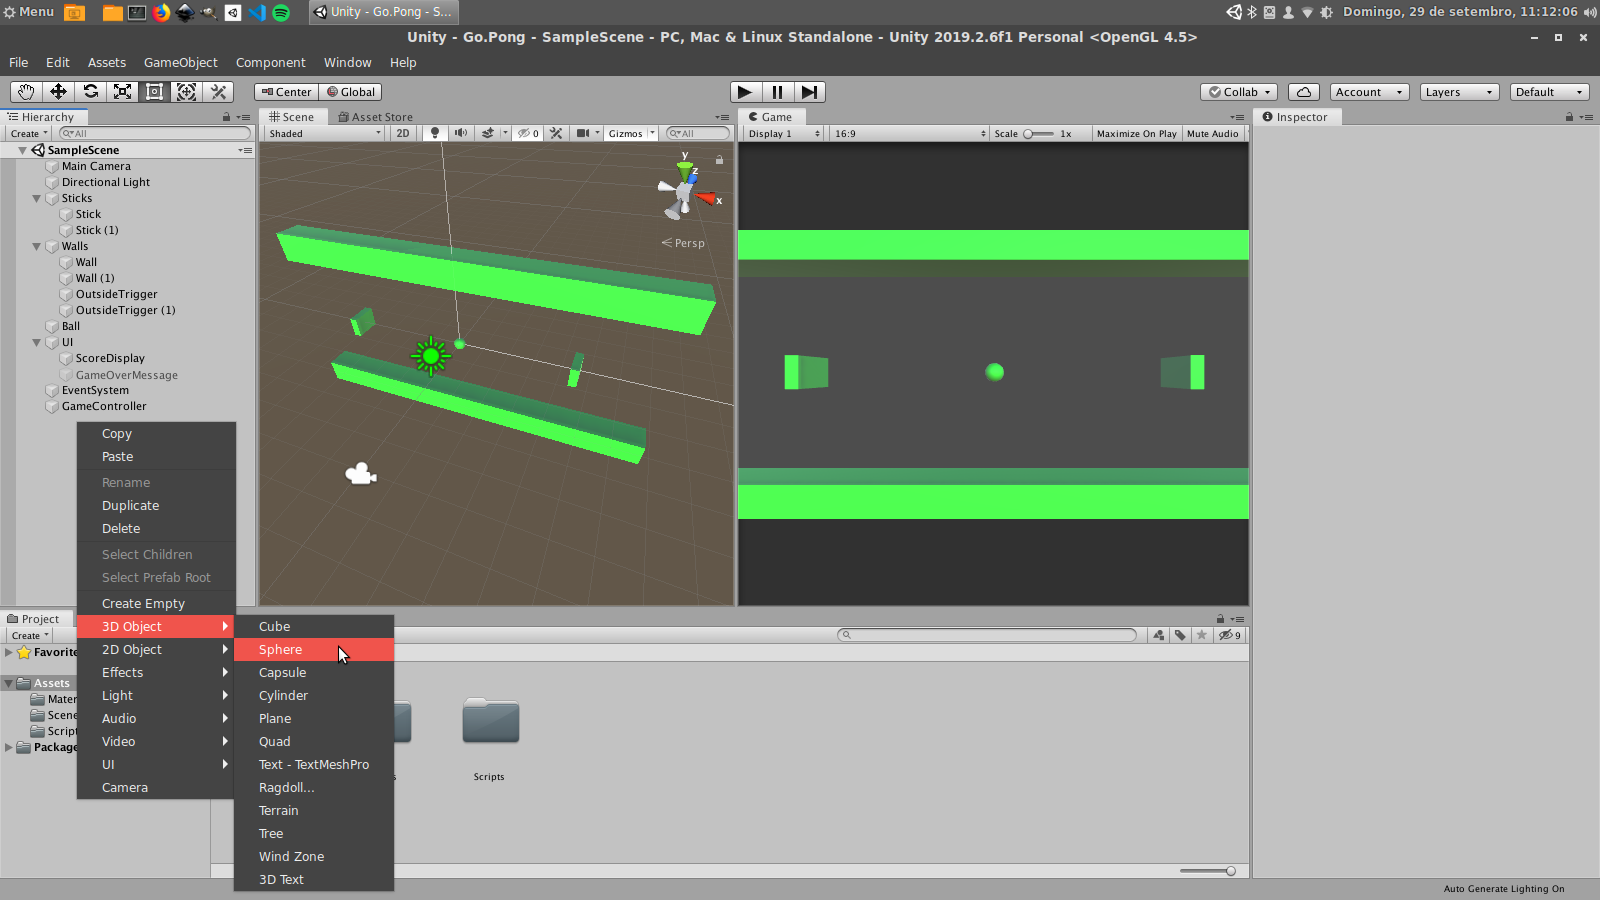 Menu
Unity - Go.Pong - S...
Domingo, 29 de setembro, 11:12:06
Unity - Go.Pong - SampleScene - PC, Mac & Linux Standalone - Unity 2019.2.6f1 Personal <OpenGL 4.5>
File Edit Assets GameObject Component Window Help
Center Global
Collab Account Layers Default
Hierarchy
Create All
SampleScene
Main Camera
Directional Light
Sticks
Stick
Stick (1)
Walls
Wall
Wall (1)
OutsideTrigger
OutsideTrigger (1)
Ball
UI
ScoreDisplay
GameOverMessage
EventSystem
GameController
Scene Asset Store
Shaded 2D 0 Gizmos All
y
z
x
Persp
Game
Display 1 16:9 Scale 1x Maximize On Play Mute Audio
Inspector
Copy
Paste
Rename
Duplicate
Delete
Select Children
Select Prefab Root
Create Empty
3D Object
2D Object
Effects
Light
Audio
Video
UI
Camera
Cube
Sphere
Capsule
Cylinder
Plane
Quad
Text - TextMeshPro
Ragdoll...
Terrain
Tree
Wind Zone
3D Text
Project
Create
9
Favorite
Assets
Mater
Scene
Script
Package
s
Scripts
Auto Generate Lighting On